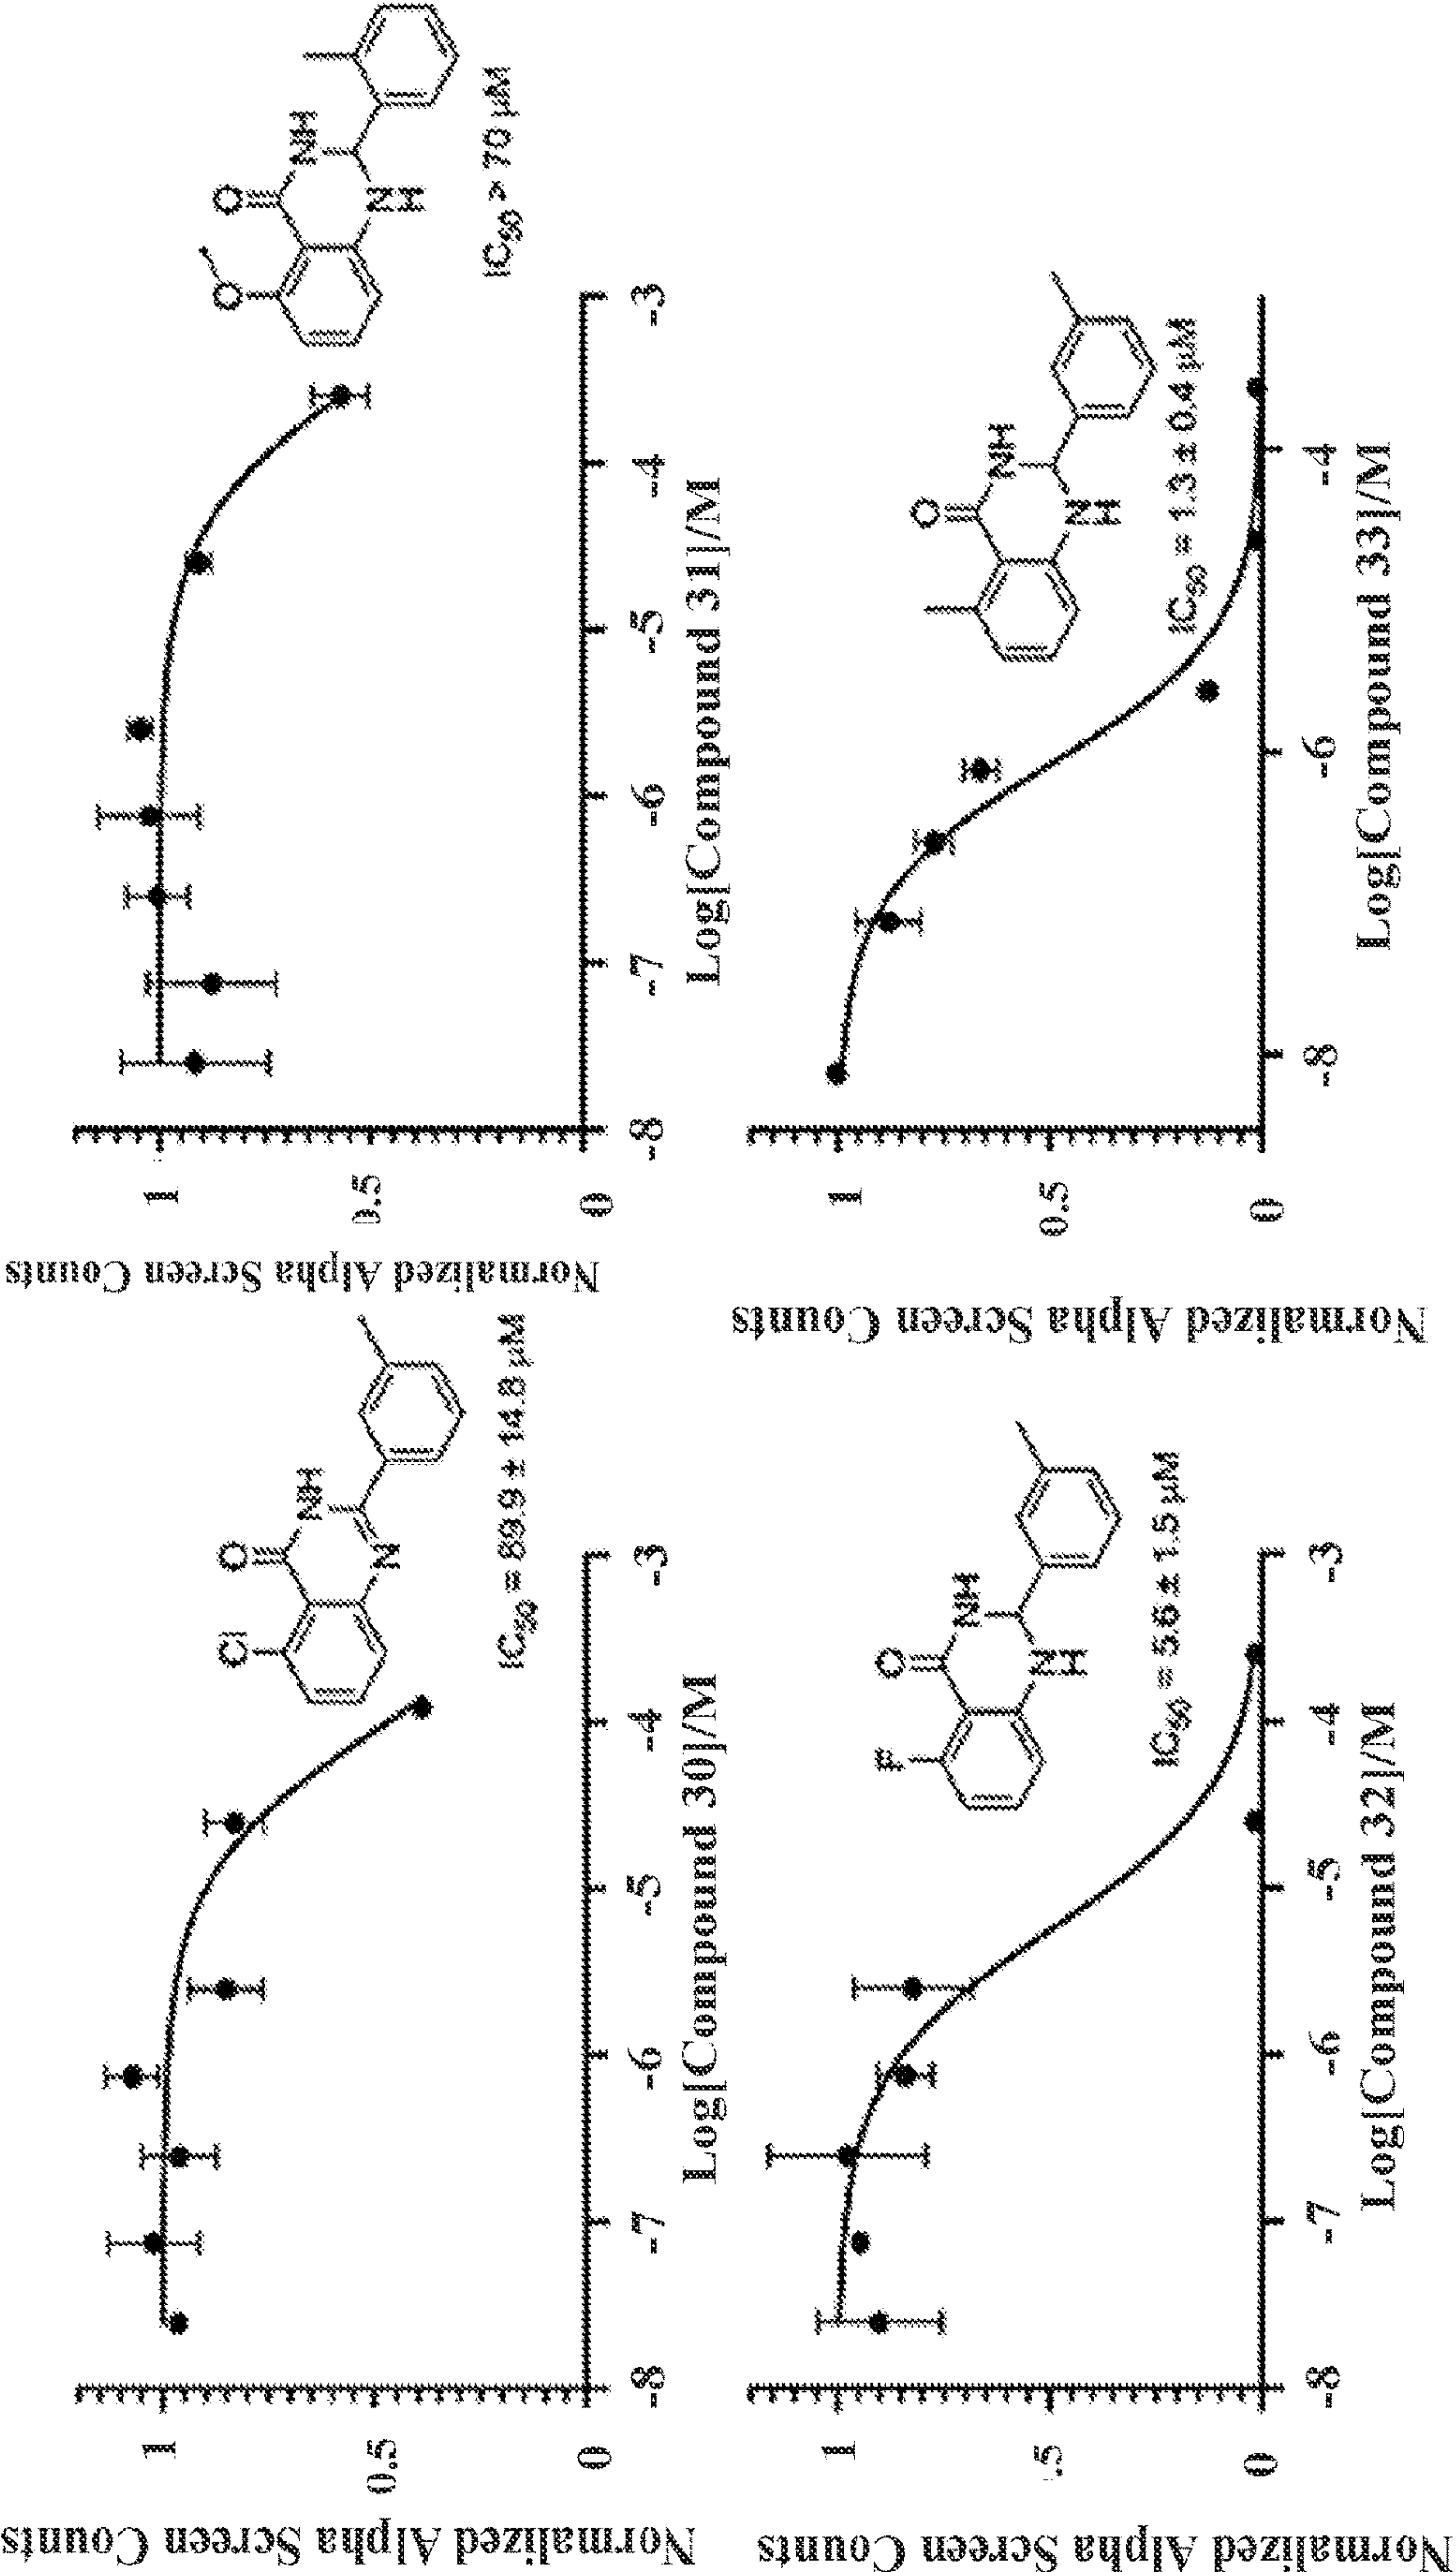 Normalized Alpha Screen Counts
1
0.5
0
Cl
O
NH
N
IC50 = 89.9 ± 14.8 µM
-8 -7 -6 -5 -4 -3
Log[Compound 30]/M
Normalized Alpha Screen Counts
1
0.5
0
O
O
NH
NH
IC50 > 70 µM
-8 -7 -6 -5 -4 -3
Log[Compound 31]/M
Normalized Alpha Screen Counts
1
.5
0
F
O
NH
NH
IC50 = 5.6 ± 1.5 µM
-8 -7 -6 -5 -4 -3
Log[Compound 32]/M
Normalized Alpha Screen Counts
1
0.5
0
O
NH
NH
IC50 = 1.3 ± 0.4 µM
-8 -6 -4
Log[Compound 33]/M